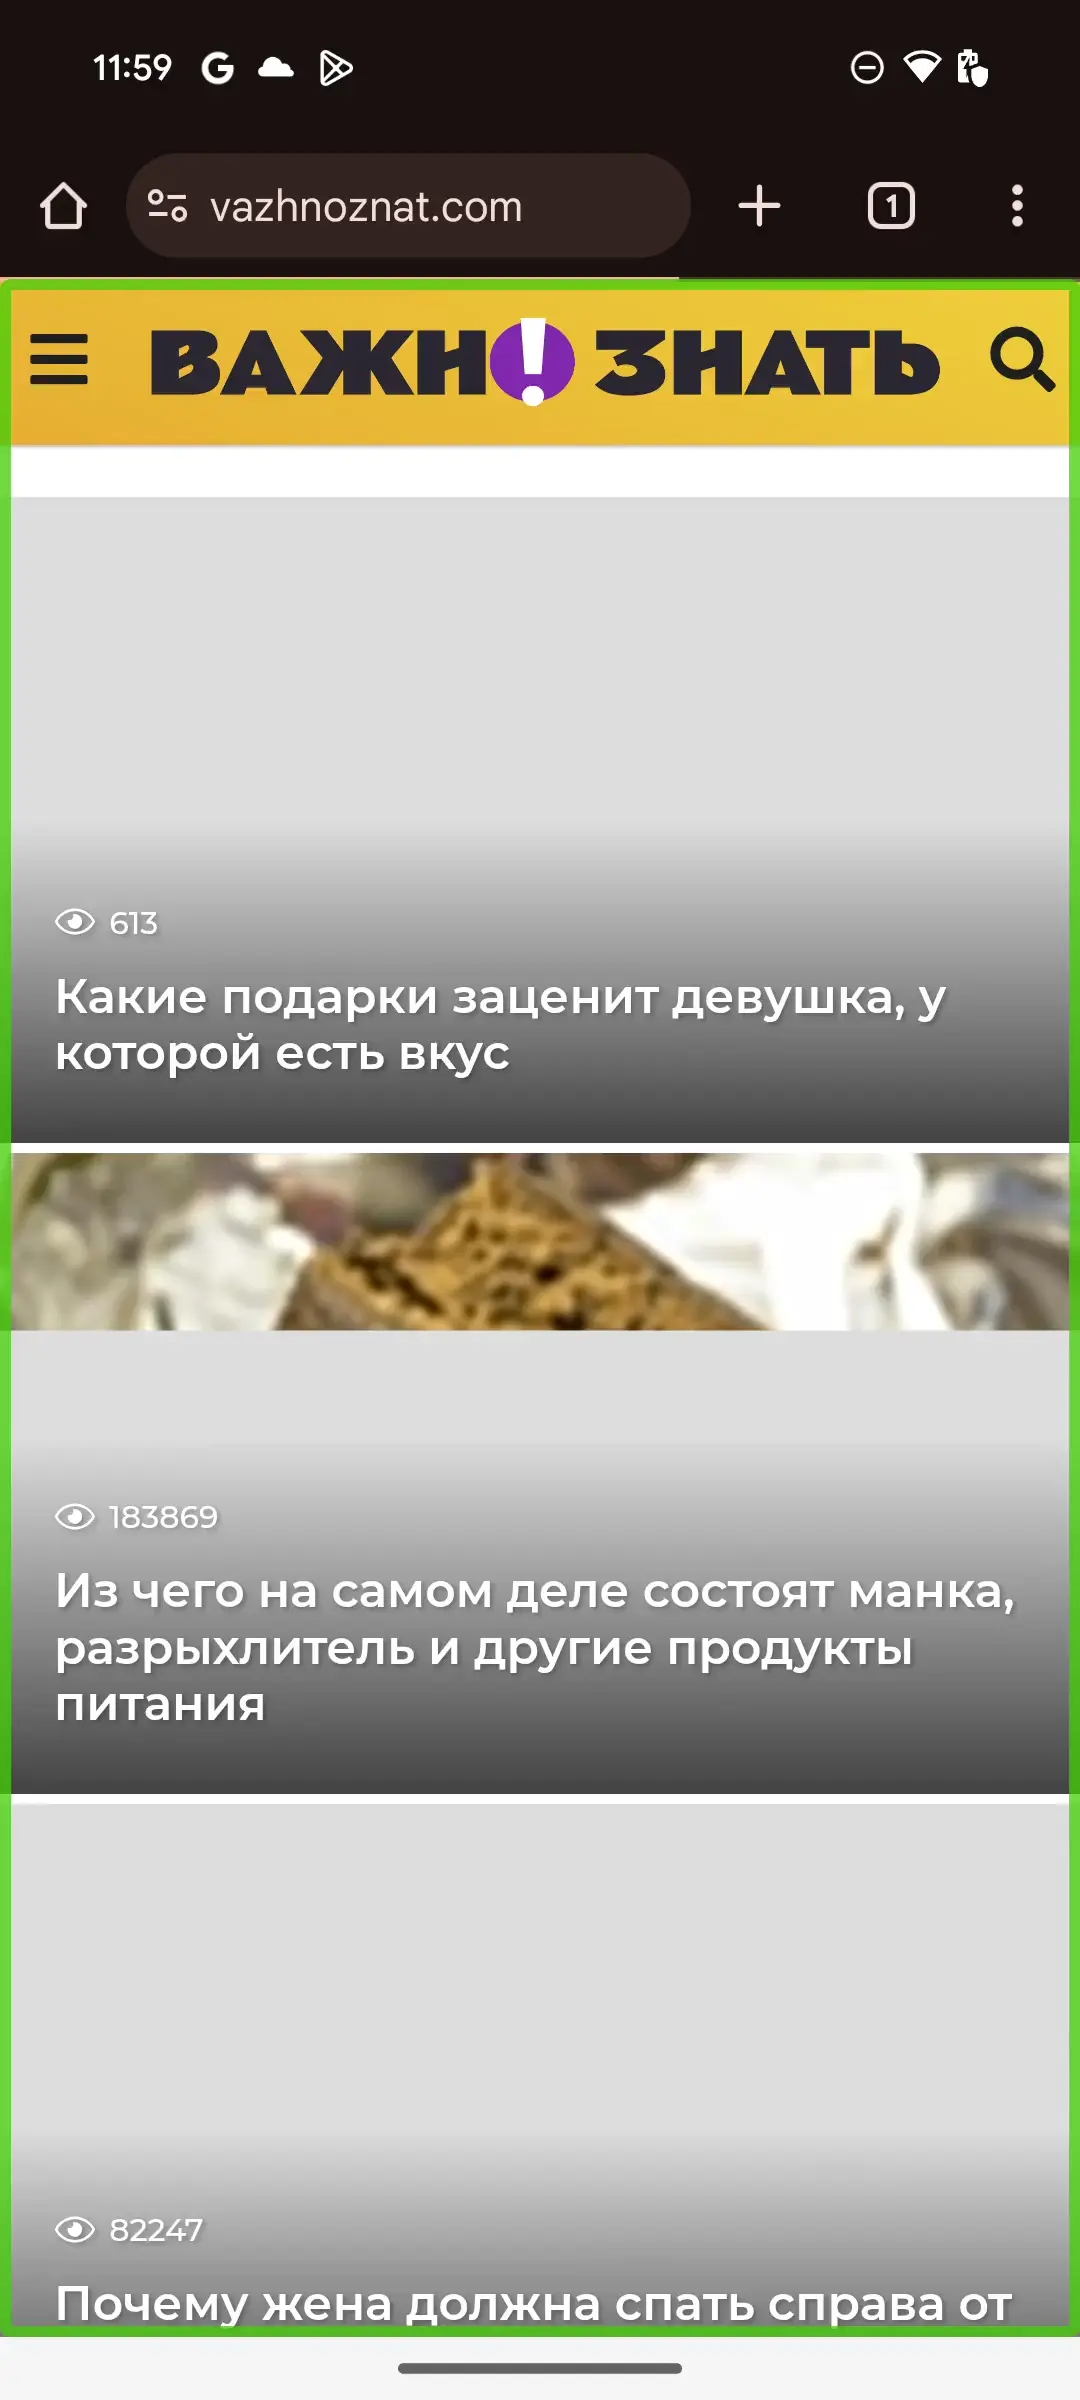 11:59
vazhnoznat.com
1
ВАЖН! ЗНАТЬ
613
Какие подарки заценит девушка, у
которой есть вкус
183869
Из чего на самом деле состоят манка,
разрыхлитель и другие продукты
питания
82247
Почему жена должна спать справа от